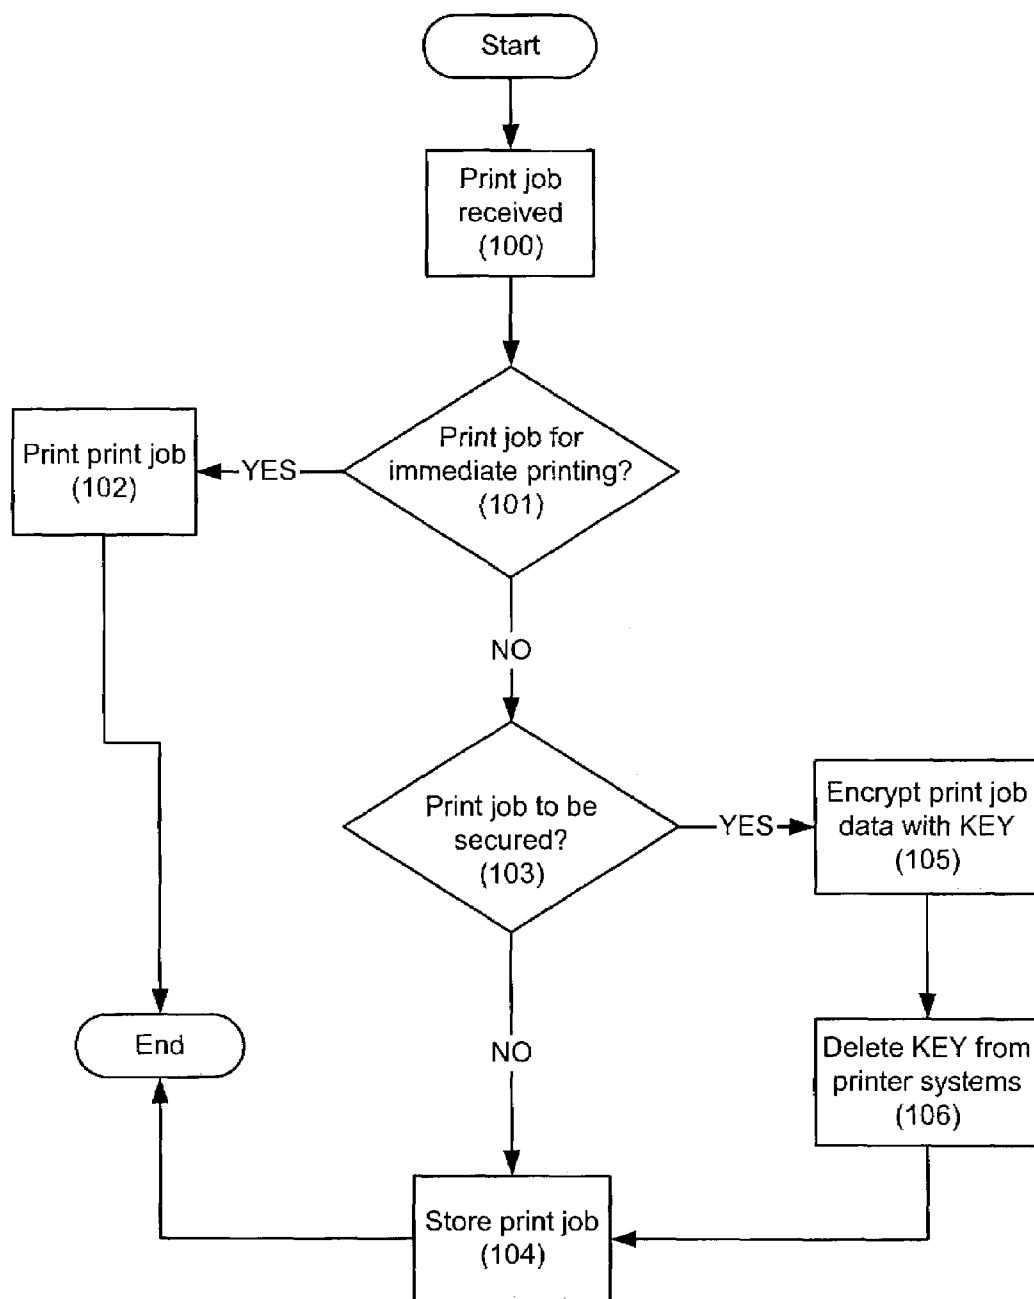 Start
Print job
received
(100)
Print job for
immediate printing?
(101)
YES
Print print job
(102)
NO
Print job to be
secured?
(103)
YES
Encrypt print job
data with KEY
(105)
NO
End
Delete KEY from
printer systems
(106)
Store print job
(104)